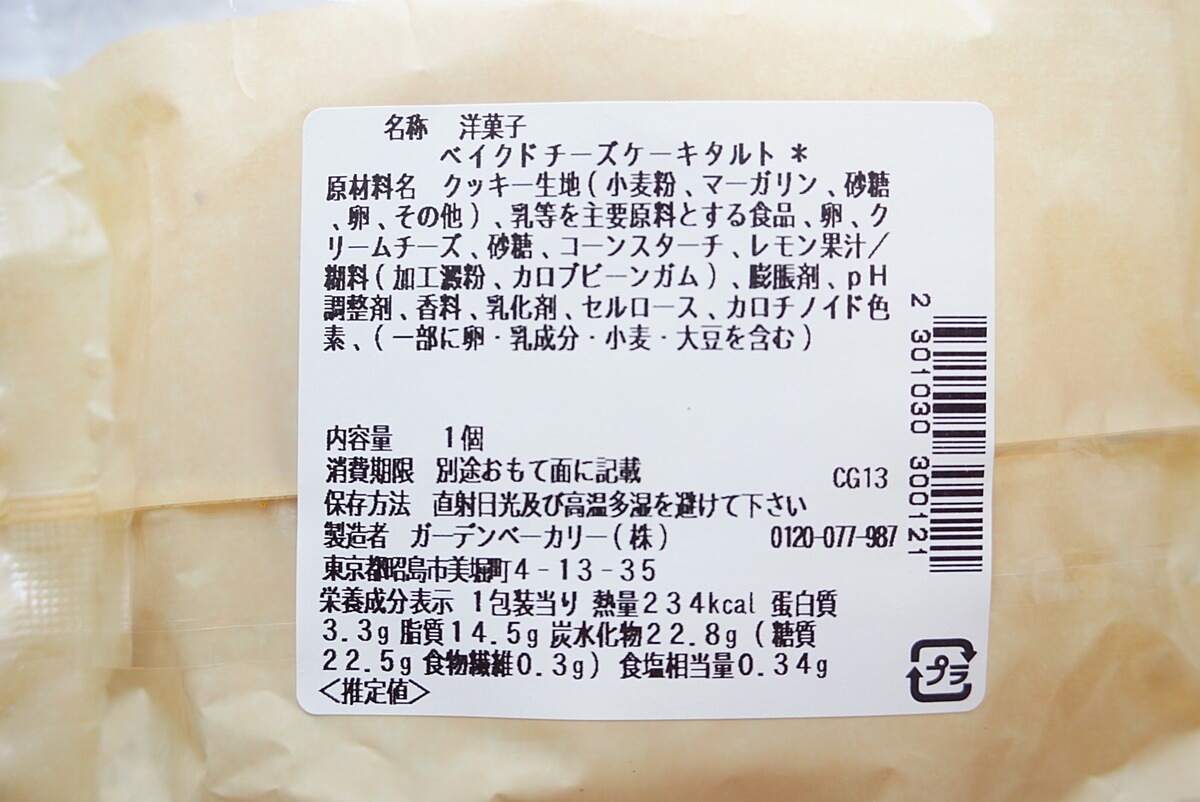 名称 洋菓子
ベイクドチーズケーキタルト＊
原材料名 クッキー生地(小麦粉、マーガリン、砂糖
、卵、その他)、乳等を主要原料とする食品、卵、ク
リームチーズ、砂糖、コーンスターチ、レモン果汁／
糊料(加工澱粉、カロブビーンガム)、膨脹剤、pH
調整剤、香料、乳化剤、セルロース、カロチノイド色
素、(一部に卵・乳成分・小麦・大豆を含む)
内容量 1個
消費期限 別途おもて面に記載
CG13
保存方法 直射日光及び高温多湿を避けて下さい
製造者 ガーデンベーカリー(株) 0120-077-987
東京都昭島市美堀町4-13-35
栄養成分表示 1包装当り 熱量234kcal 蛋白質
3.3g 脂質14.5g 炭水化物22.8g (糖質
22.5g 食物繊維0.3g) 食塩相当量0.34g
<推定値>
2 301030 300121
プラ